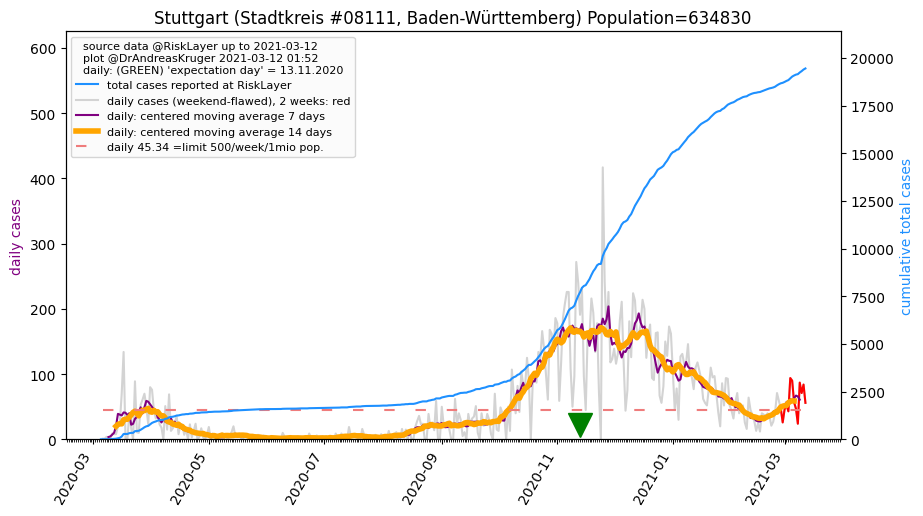 Stuttgart (Stadtkreis #08111, Baden-Württemberg) Population=634830
source data @RiskLayer up to 2021-03-12
plot @DrAndreasKruger 2021-03-12 01:52
daily: (GREEN) 'expectation day' = 13.11.2020
total cases reported at RiskLayer
daily cases (weekend-flawed), 2 weeks: red
daily: centered moving average 7 days
daily: centered moving average 14 days
daily 45.34 =limit 500/week/1mio pop.
daily cases
600
500
400
300
200
100
0
cumulative total cases
20000
17500
15000
12500
10000
7500
5000
2500
0
2020-03
2020-05
2020-07
2020-09
2020-11
2021-01
2021-03